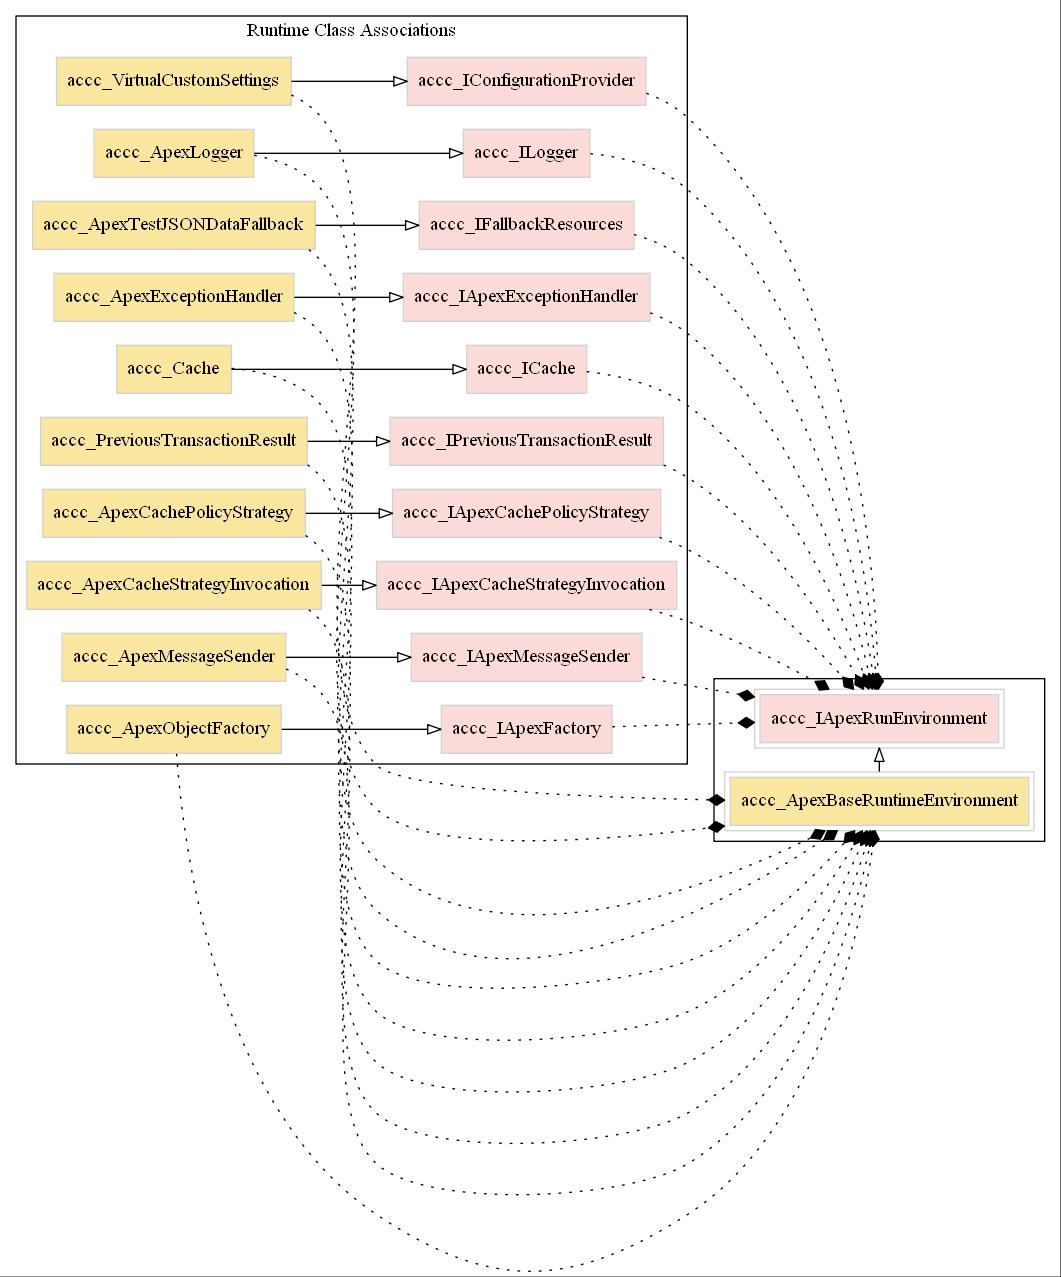 Runtime Class Associations
accc_VirtualCustomSettings
accc_IConfigurationProvider
accc_ApexLogger
accc_ILogger
accc_ApexTestJSONDataFallback
accc_IFallbackResources
accc_ApexExceptionHandler
accc_IApexExceptionHandler
accc_Cache
accc_ICache
accc_PreviousTransactionResult
accc_IPreviousTransactionResult
accc_ApexCachePolicyStrategy
accc_IApexCachePolicyStrategy
accc_ApexCacheStrategyInvocation
accc_IApexCacheStrategyInvocation
accc_ApexMessageSender
accc_IApexMessageSender
accc_ApexObjectFactory
accc_IApexFactory
accc_IApexRunEnvironment
accc_ApexBaseRuntimeEnvironment